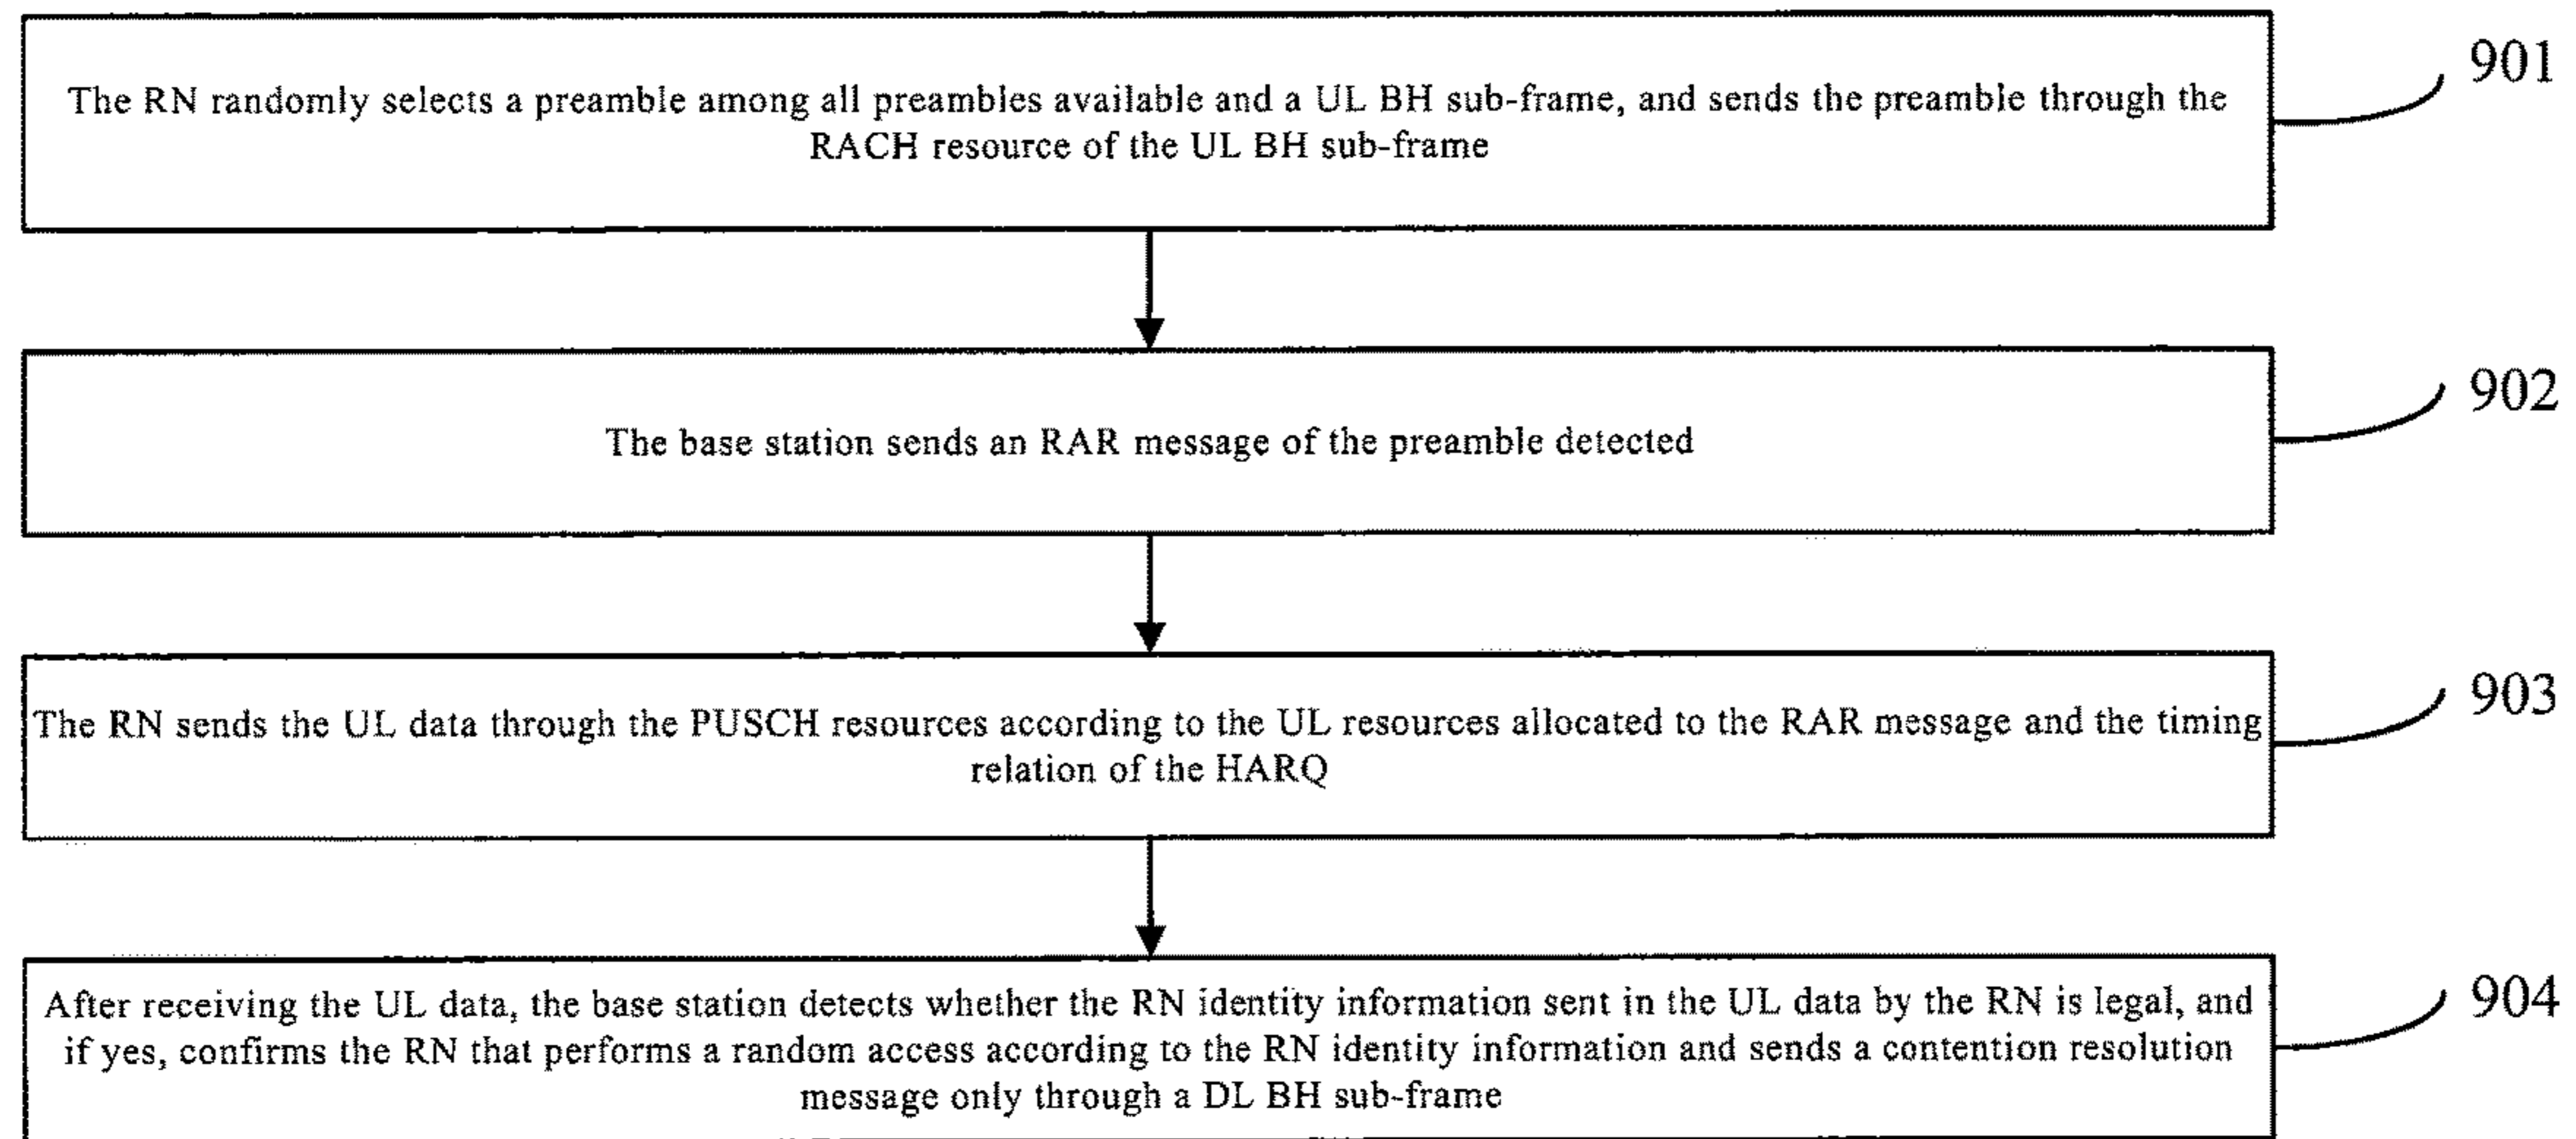 The RN randomly selects a preamble among all preambles available and a UL BH sub-frame, and sends the preamble through the
RACH resource of the UL BH sub-frame
901
The base station sends an RAR message of the preamble detected
902
The RN sends the UL data through the PUSCH resources according to the UL resources allocated to the RAR message and the timing
relation of the HARQ
903
After receiving the UL data, the base station detects whether the RN identity information sent in the UL data by the RN is legal, and
if yes, confirms the RN that performs a random access according to the RN identity information and sends a contention resolution
message only through a DL BH sub-frame
904